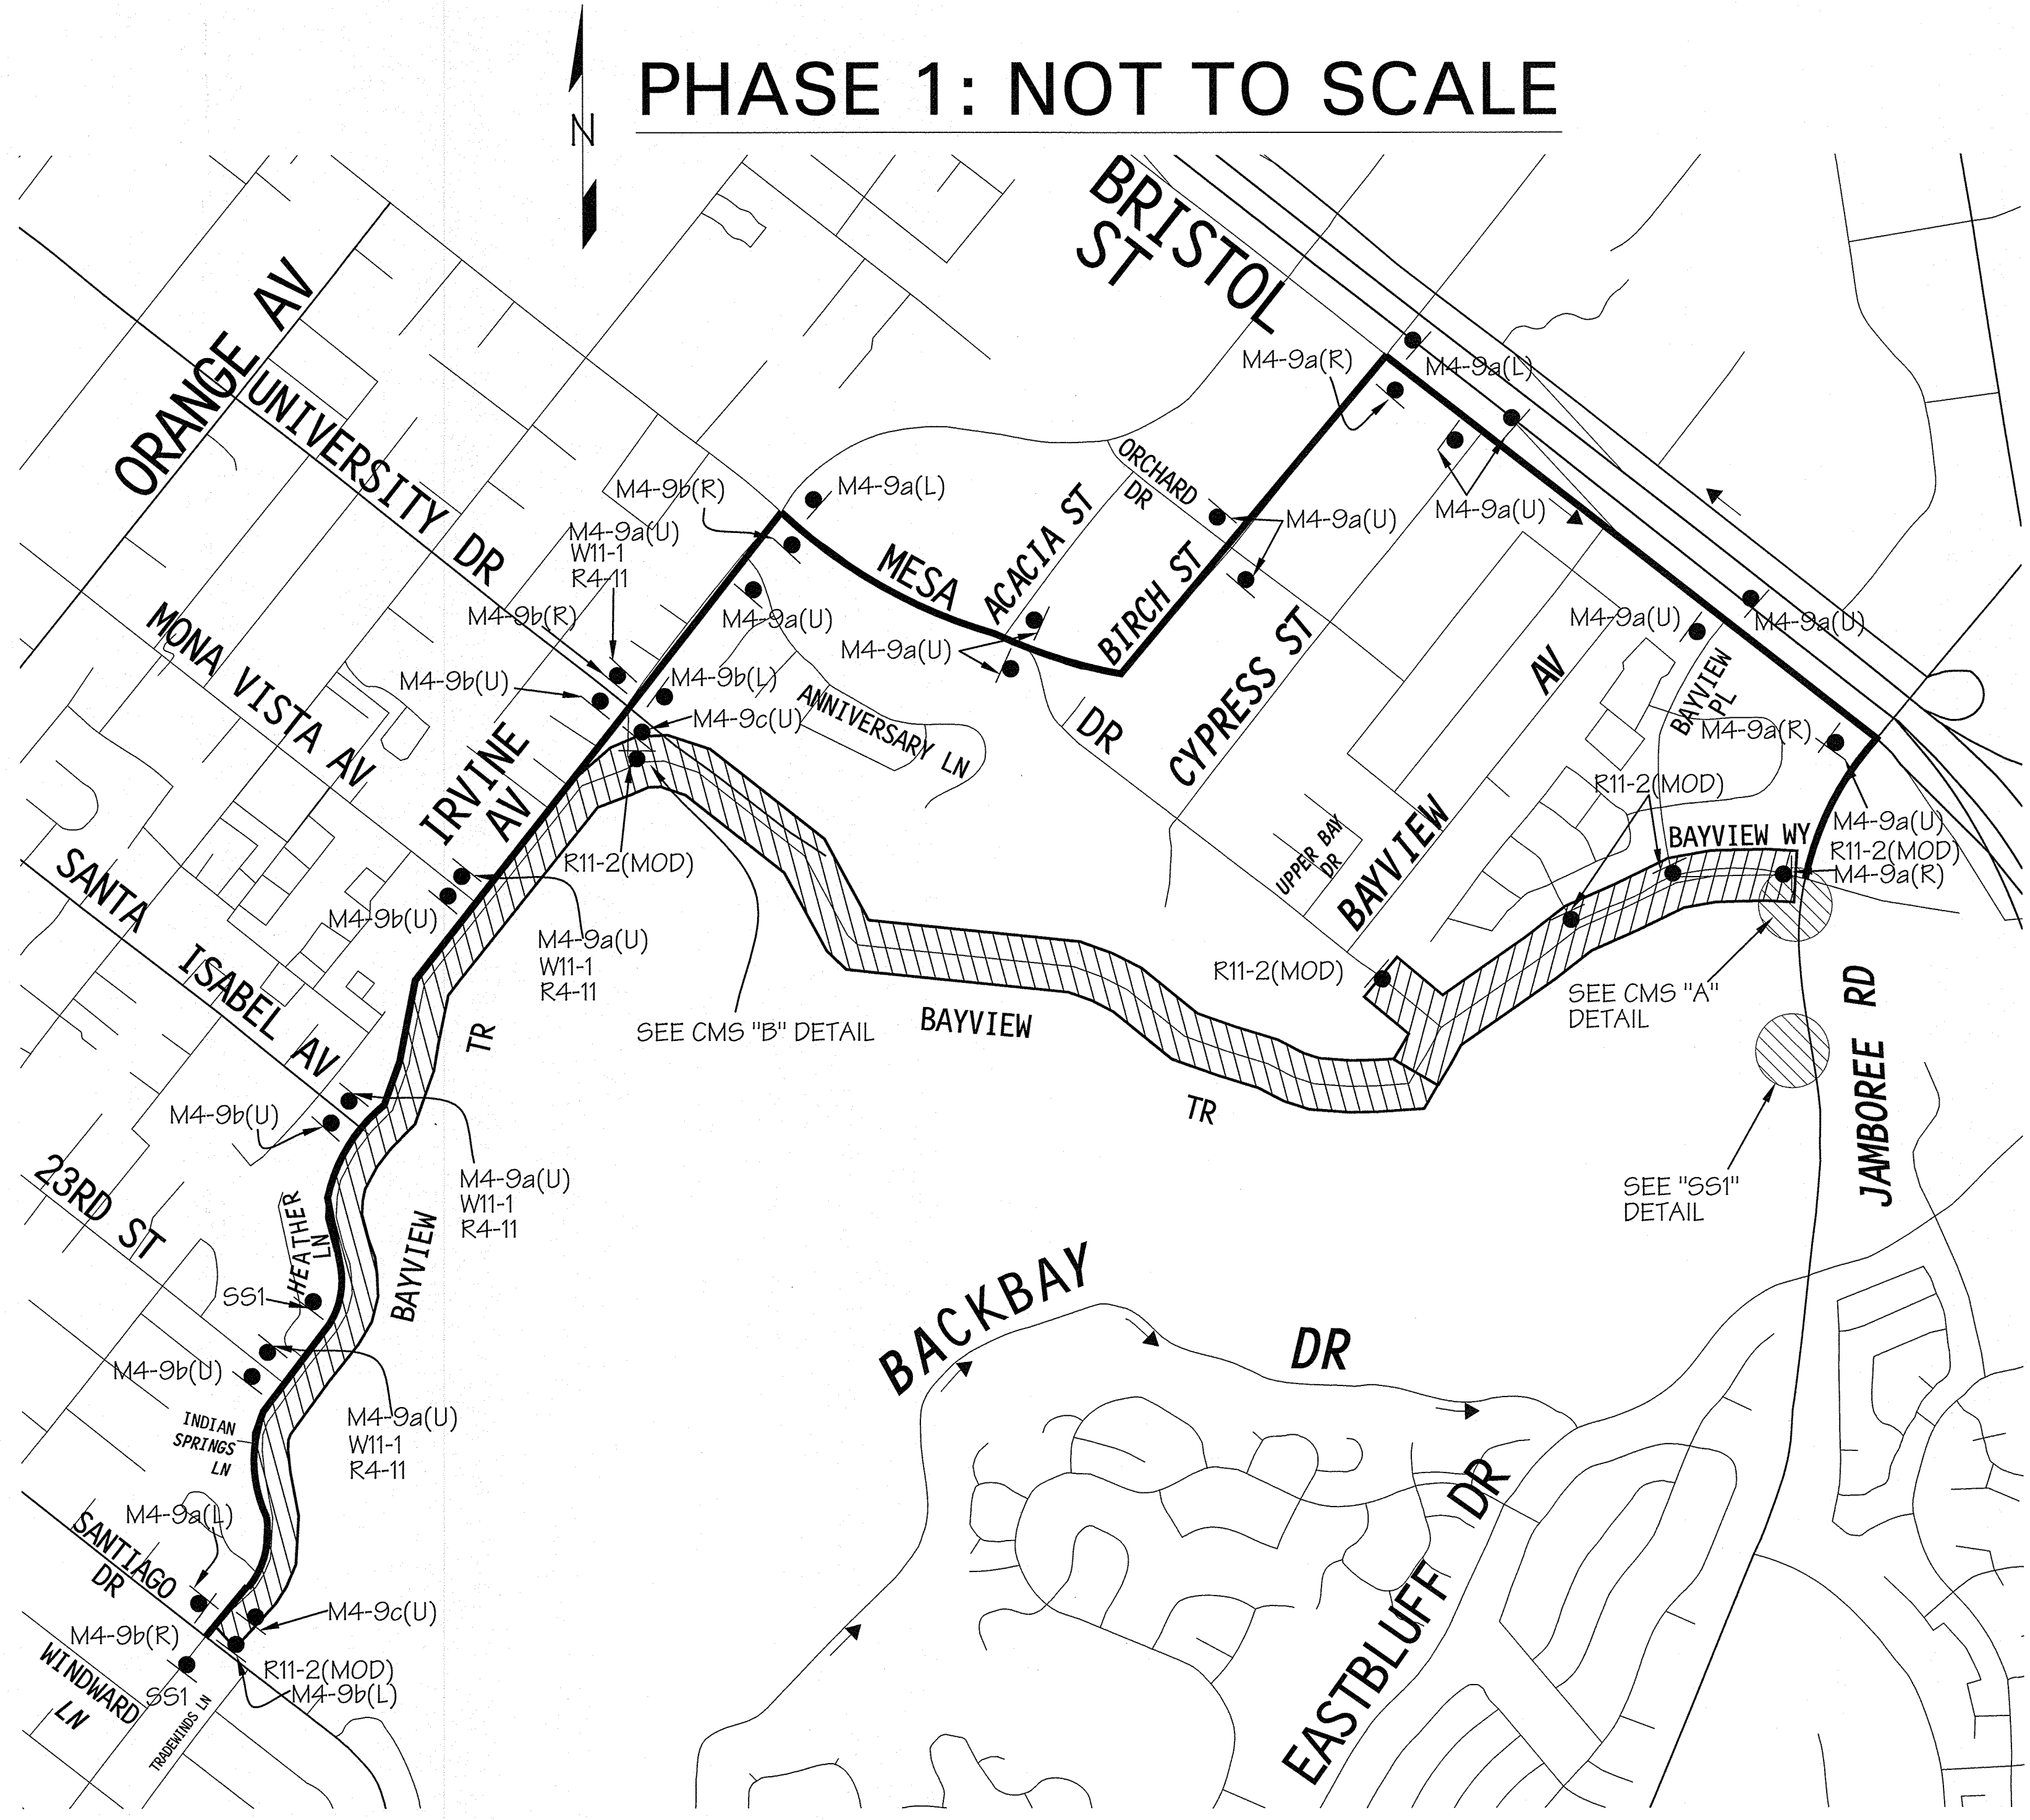 PHASE 1: NOT TO SCALE
N
BRISTOL
ST
ORANGE AV
UNIVERSITY DR
M4-9a(R)
M4-9a(L)
M4-9b(R)
M4-9a(L)
ORCHARD
DR
M4-9a(U)
M4-9a(U)
M4-9a(U)
W11-1
R4-11
MESA
ACACIA ST
BIRCH ST
M4-9b(R)
M4-9a(U)
M4-9a(U)
M4-9a(U)
M4-9a(U)
MONA VISTA AV
M4-9b(U)
M4-9b(L)
M4-9c(U)
ANNIVERSARY LN
DR
CYPRESS ST
AV
BAYVIEW
PL
M4-9a(R)
IRVINE
AV
R11-2(MOD)
R11-2(MOD)
UPPER BAY
DR
BAYVIEW
BAYVIEW WY
M4-9a(U)
R11-2(MOD)
M4-9a(R)
SANTA ISABEL AV
M4-9b(U)
M4-9a(U)
W11-1
R4-11
TR
SEE CMS "B" DETAIL
BAYVIEW
R11-2(MOD)
SEE CMS "A"
DETAIL
JAMBOREE RD
TR
M4-9b(U)
M4-9a(U)
W11-1
R4-11
SEE "SS1"
DETAIL
23RD ST
HEATHER
LN
BAYVIEW
SS1
BACKBAY
DR
M4-9b(U)
M4-9a(U)
W11-1
R4-11
INDIAN
SPRINGS
LN
M4-9a(L)
SANTIAGO
DR
EASTBLUFF DR
M4-9c(U)
M4-9b(R)
R11-2(MOD)
M4-9b(L)
WINDWARD
LN
SS1
TRADEWINDS LN